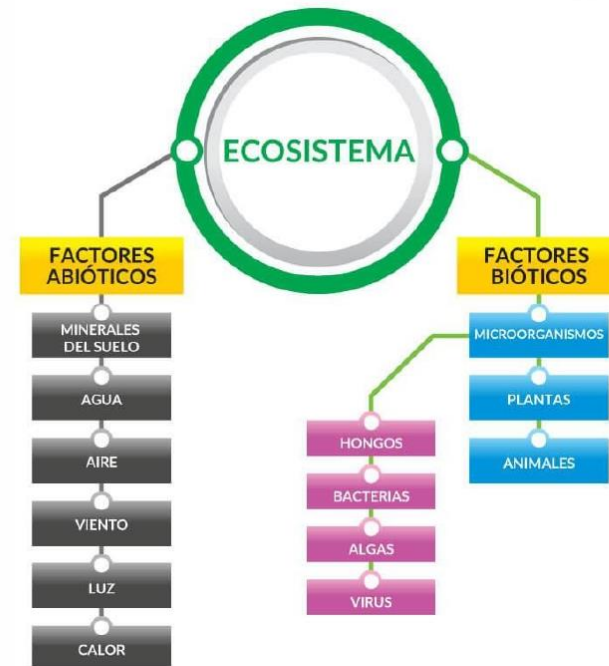 ECOSISTEMA
FACTORES
ABIÓTICOS
MINERALES
DEL SUELO
AGUA
AIRE
VIENTO
LUZ
CALOR
FACTORES
BIÓTICOS
MICROORGANISMOS
PLANTAS
ANIMALES
HONGOS
BACTERIAS
ALGAS
VIRUS